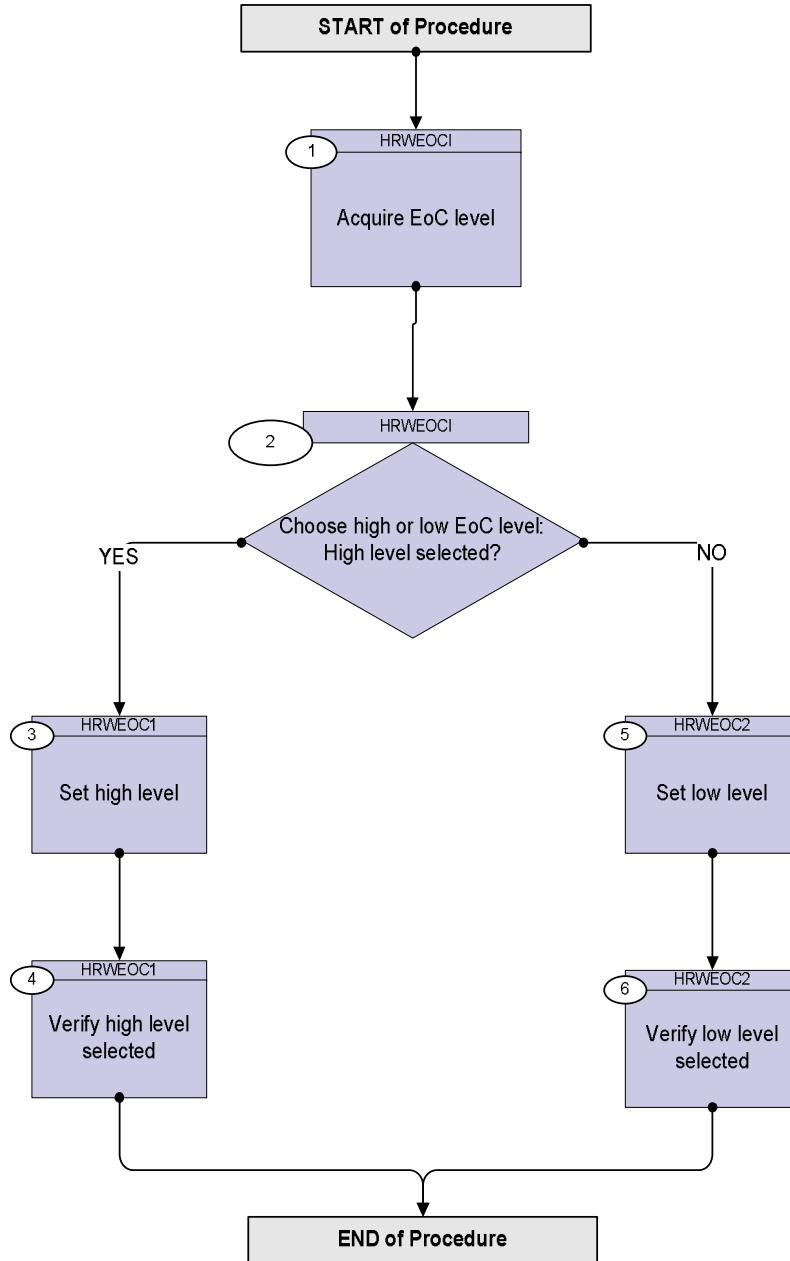 START of Procedure
HRWEOCI
1
Acquire EoC level
HRWEOCI
2
Choose high or low EoC level:
High level selected?
YES
NO
HRWEOC1
3
Set high level
HRWEOC2
5
Set low level
HRWEOC1
4
Verify high level
selected
HRWEOC2
6
Verify low level
selected
END of Procedure